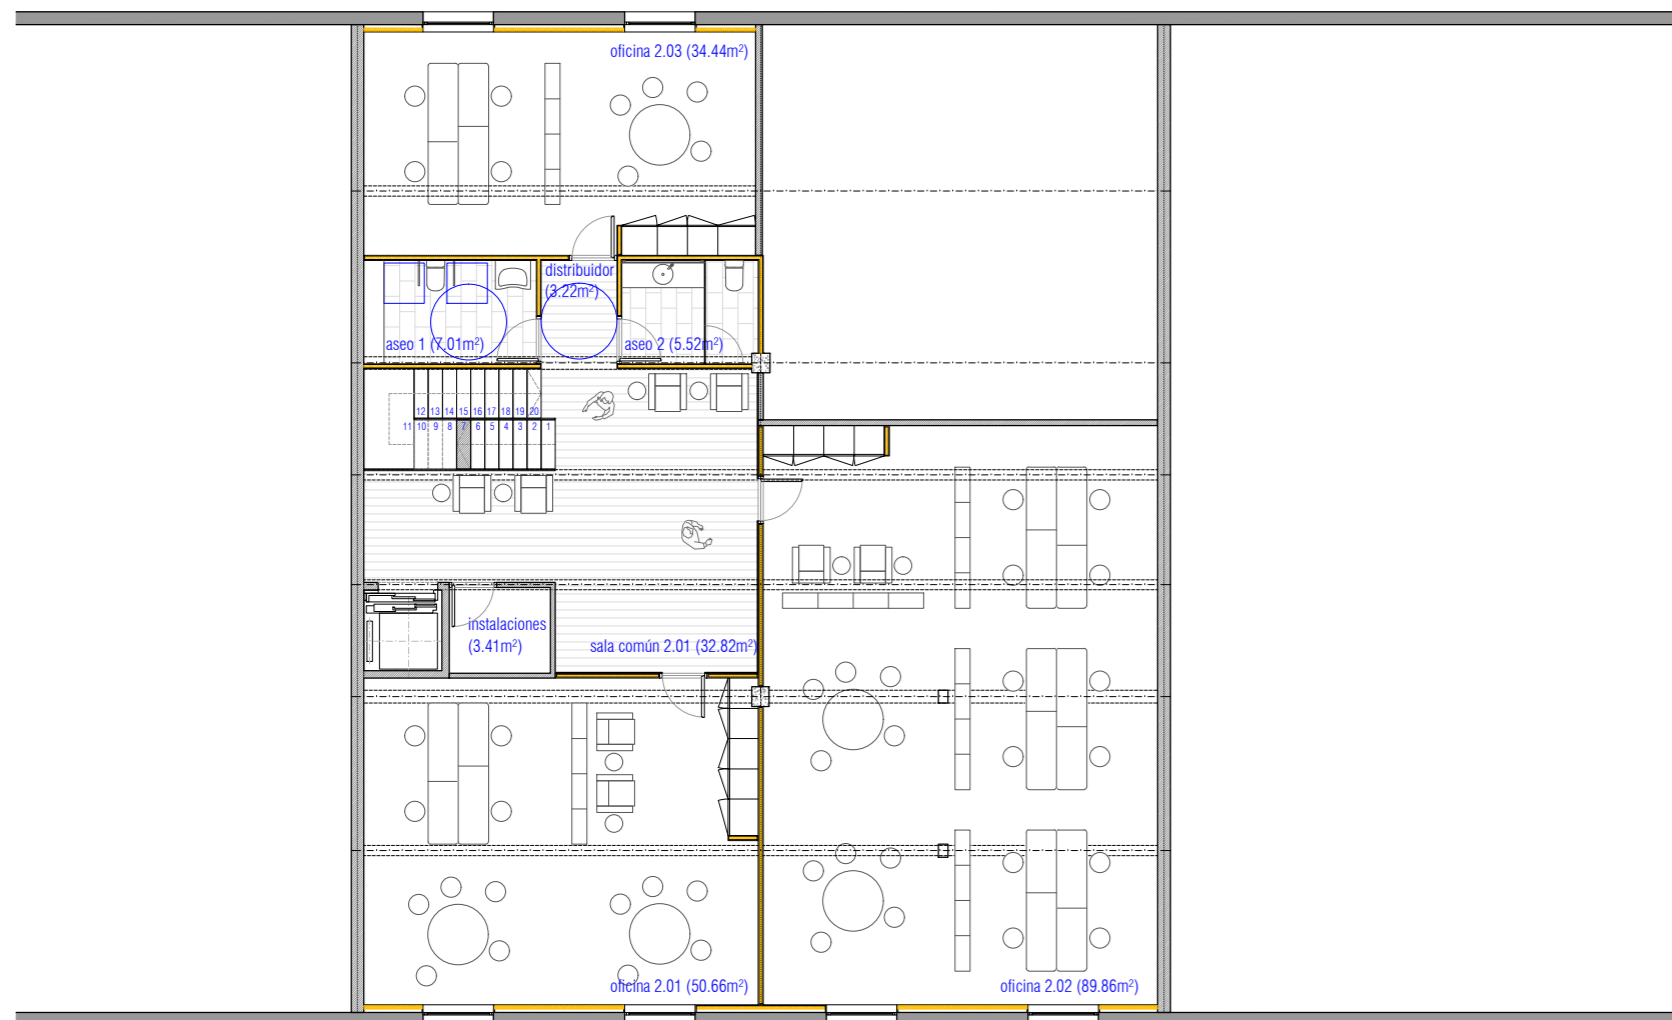 oficina 2.03 (34.44m²)
distribuidor
(3.22m²)
aseo 1 (7.01m²)
aseo 2 (5.52m²)
12 13 14 15 16 17 18 19 20
11 10 9 8 7 6 5 4 3 2 1
instalaciones
(3.41m²)
sala común 2.01 (32.82m²)
oficina 2.01 (50.66m²)
oficina 2.02 (89.86m²)